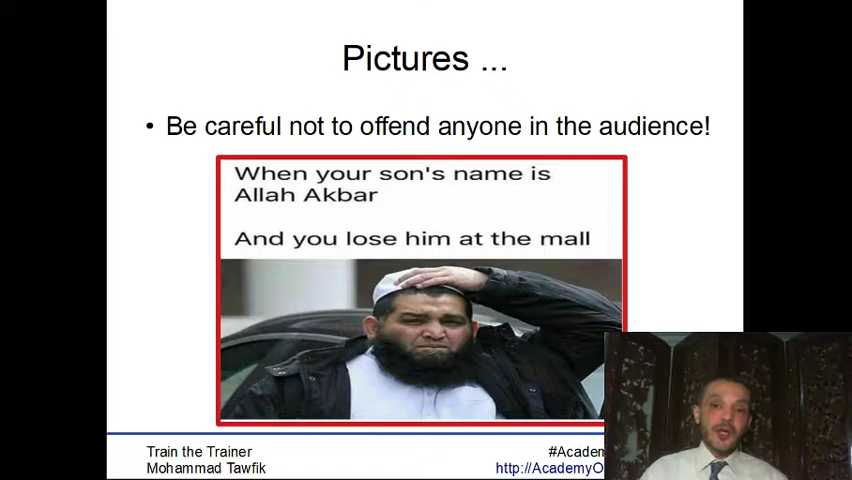 Pictures ...
• Be careful not to offend anyone in the audience!
When your son's name is
Allah Akbar
And you lose him at the mall
Train the Trainer
Mohammad Tawfik
#Academ
http://AcademyO